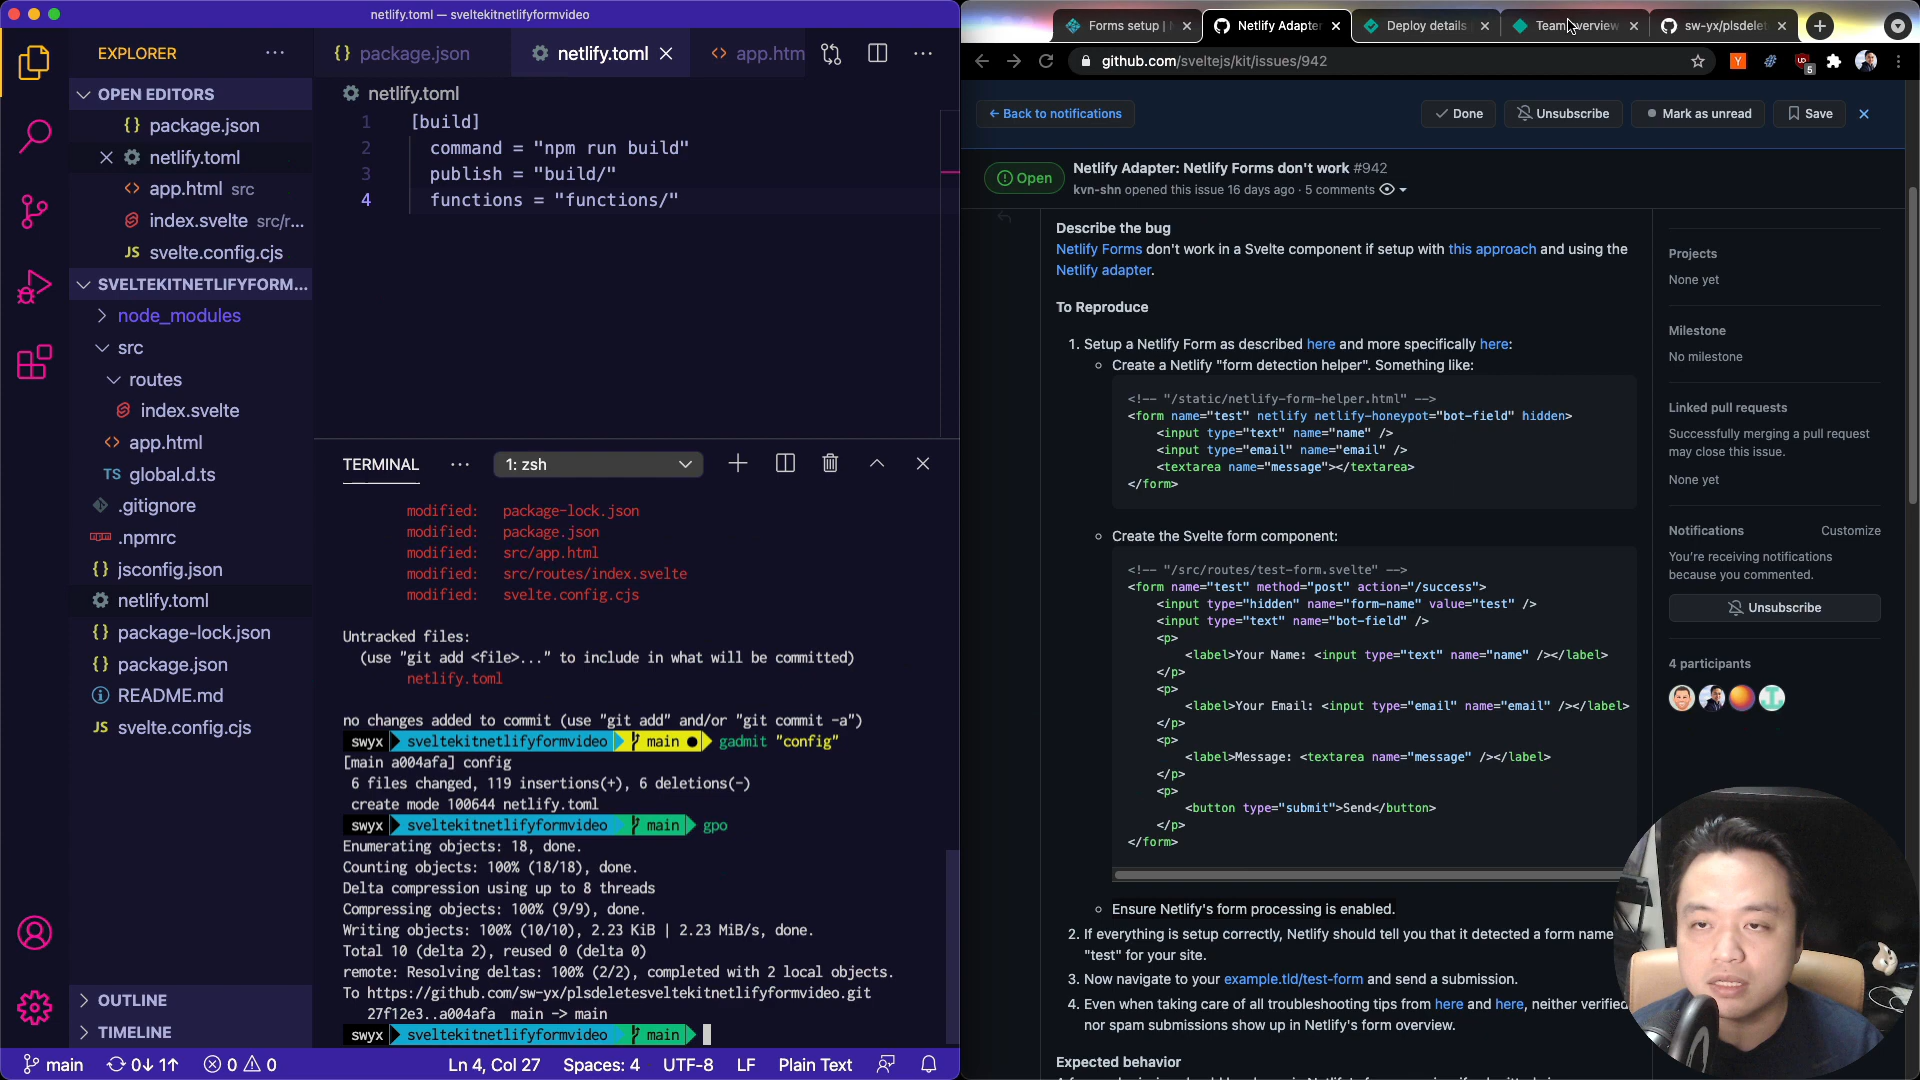 netlify.toml — sveltekitnetlifyformvideo
EXPLORER
OPEN EDITORS
package.json
netlify.toml
app.html src
index.svelte src/r...
svelte.config.cjs
SVELTEKITNETLIFYFORM...
node_modules
src
routes
index.svelte
app.html
TS global.d.ts
.gitignore
.npmrc
jsconfig.json
netlify.toml
package-lock.json
package.json
README.md
JS svelte.config.cjs
OUTLINE
TIMELINE
package.json
netlify.toml
app.htm
netlify.toml
1 [build]
2 command = "npm run build"
3 publish = "build/"
4 functions = "functions/"
TERMINAL
1: zsh
modified: package-lock.json
modified: package.json
modified: src/app.html
modified: src/routes/index.svelte
modified: svelte.config.cjs
Untracked files:
(use "git add <file>..." to include in what will be committed)
netlify.toml
no changes added to commit (use "git add" and/or "git commit -a")
swyx sveltekitnetlifyformvideo main ● gadmit "config"
[main a004afa] config
6 files changed, 119 insertions(+), 6 deletions(-)
create mode 100644 netlify.toml
swyx sveltekitnetlifyformvideo main gpo
Enumerating objects: 18, done.
Counting objects: 100% (18/18), done.
Delta compression using up to 8 threads
Compressing objects: 100% (9/9), done.
Writing objects: 100% (10/10), 2.23 KiB | 2.23 MiB/s, done.
Total 10 (delta 2), reused 0 (delta 0)
remote: Resolving deltas: 100% (2/2), completed with 2 local objects.
To https://github.com/sw-yx/plsdeletesveltekitnetlifyformvideo.git
27f12e3..a004afa main -> main
swyx sveltekitnetlifyformvideo main
main 0↓ 1↑ 0 0
Ln 4, Col 27 Spaces: 4 UTF-8 LF Plain Text
Forms setup |
Netlify Adapter
Deploy details
Team overview
sw-yx/plsdelet
github.com/sveltejs/kit/issues/942
5
← Back to notifications
Done
Unsubscribe
Mark as unread
Save
Open
Netlify Adapter: Netlify Forms don't work #942
kvn-shn opened this issue 16 days ago · 5 comments
Describe the bug
Netlify Forms don't work in a Svelte component if setup with this approach and using the
Netlify adapter.
To Reproduce
1. Setup a Netlify Form as described here and more specifically here:
Create a Netlify "form detection helper". Something like:
<!-- "/static/netlify-form-helper.html" -->
<form name="test" netlify netlify-honeypot="bot-field" hidden>
<input type="text" name="name" />
<input type="email" name="email" />
<textarea name="message"></textarea>
</form>
Create the Svelte form component:
<!-- "/src/routes/test-form.svelte" -->
<form name="test" method="post" action="/success">
<input type="hidden" name="form-name" value="test" />
<input type="text" name="bot-field" />
<p>
<label>Your Name: <input type="text" name="name" /></label>
</p>
<p>
<label>Your Email: <input type="email" name="email" /></label>
</p>
<p>
<label>Message: <textarea name="message" /></label>
</p>
<p>
<button type="submit">Send</button>
</p>
</form>
Ensure Netlify's form processing is enabled.
2. If everything is setup correctly, Netlify should tell you that it detected a form name
"test" for your site.
3. Now navigate to your example.tld/test-form and send a submission.
4. Even when taking care of all troubleshooting tips from here and here, neither verified
nor spam submissions show up in Netlify's form overview.
Expected behavior
Projects
None yet
Milestone
No milestone
Linked pull requests
Successfully merging a pull request
may close this issue.
None yet
Notifications Customize
You're receiving notifications
because you commented.
Unsubscribe
4 participants